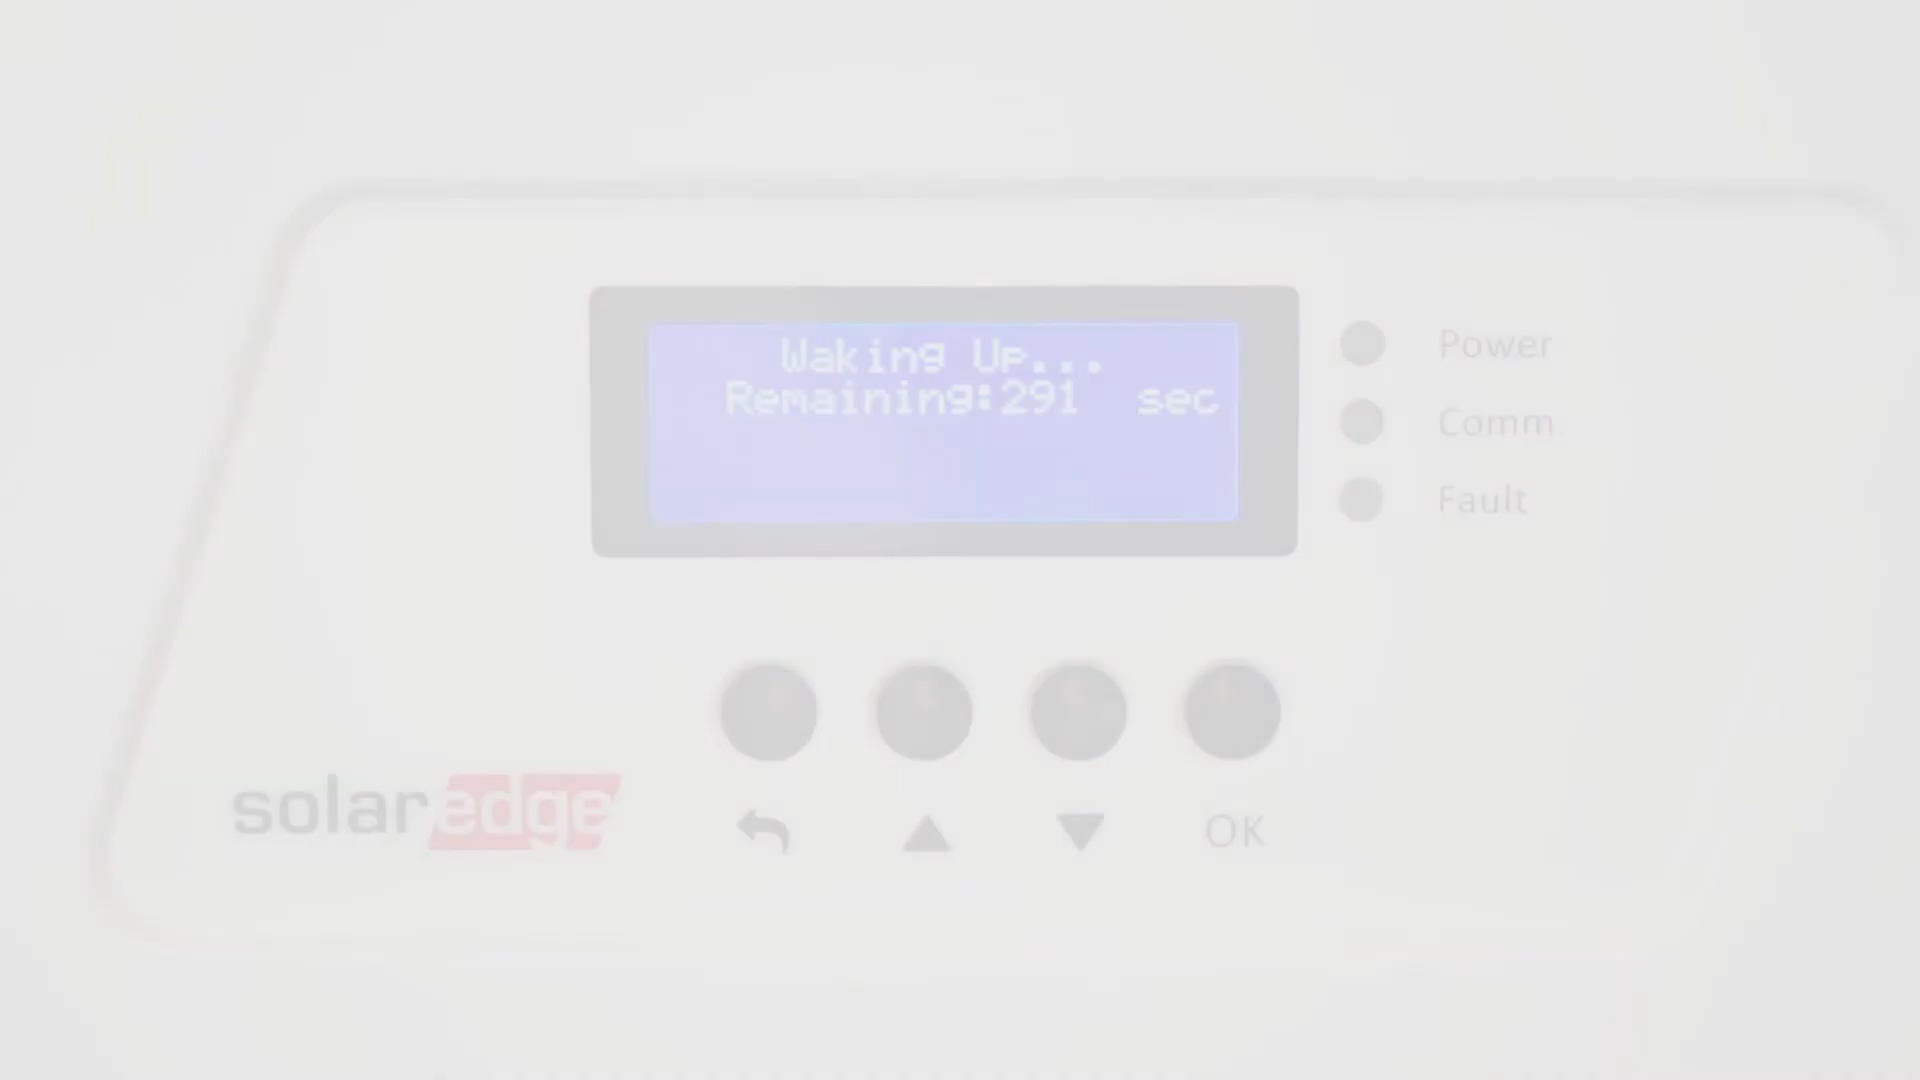 Waking Up...
Remaining:291 sec
Power
Comm.
Fault
solaredge
OK